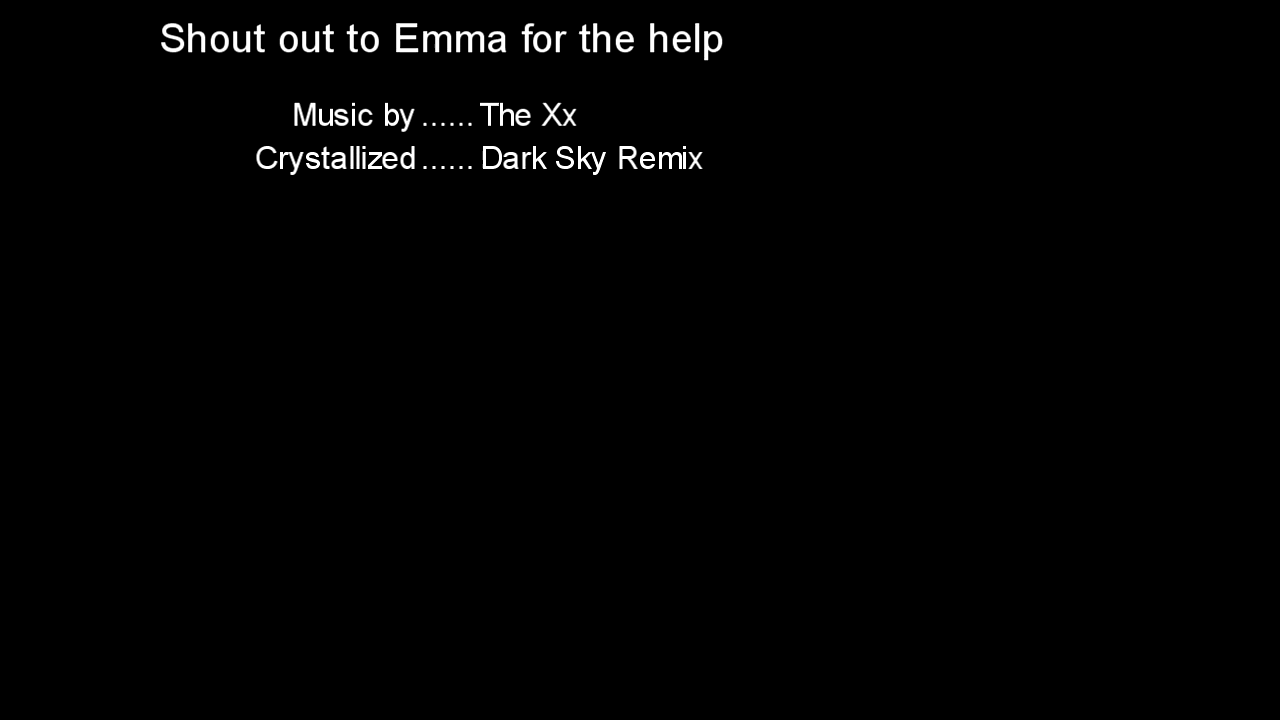 Shout out to Emma for the help
Music by ...... The Xx
Crystallized ...... Dark Sky Remix